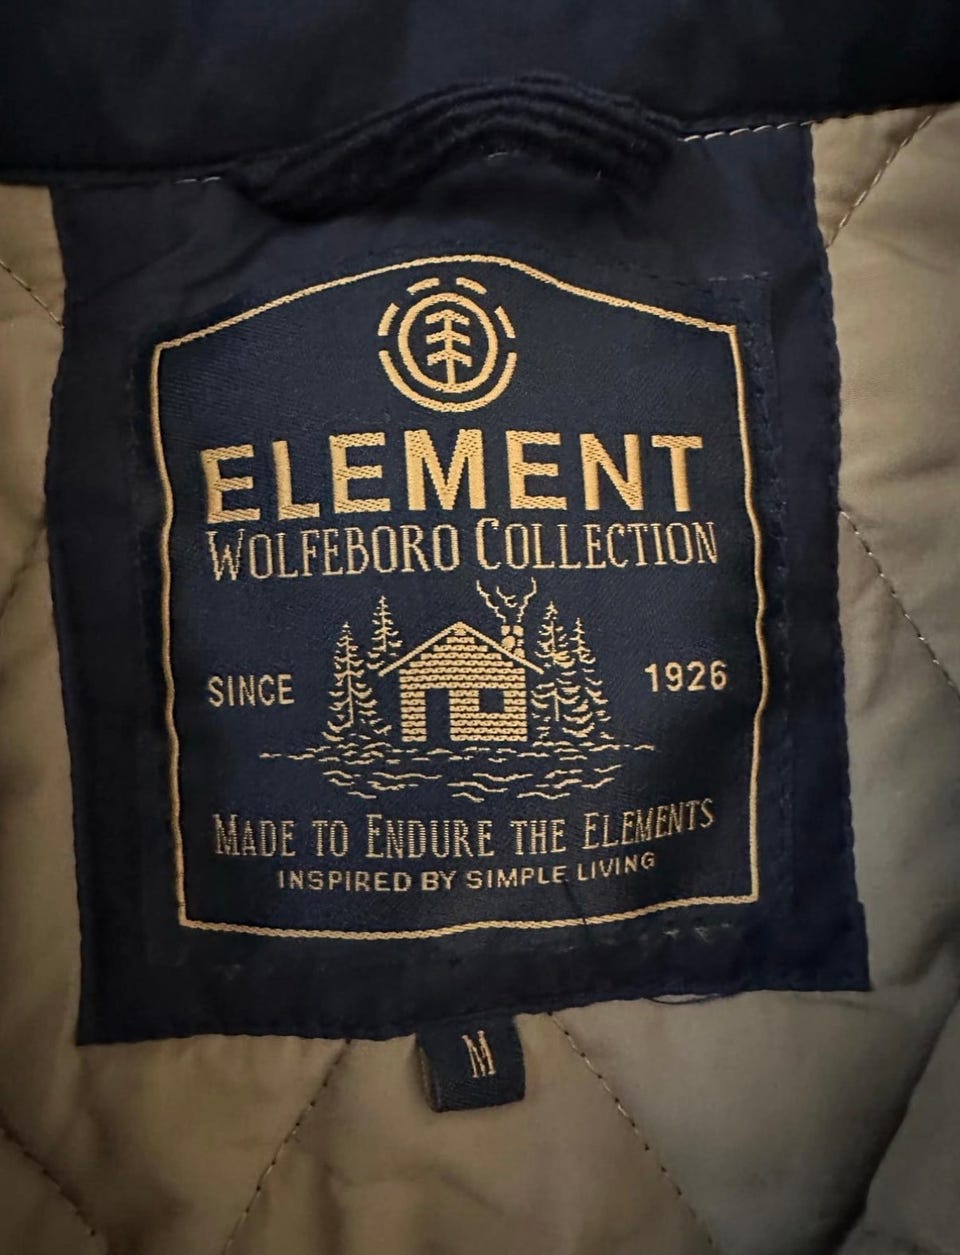 ELEMENT
WOLFEBORO COLLECTION
SINCE 1926
MADE TO ENDURE THE ELEMENTS
INSPIRED BY SIMPLE LIVING
M